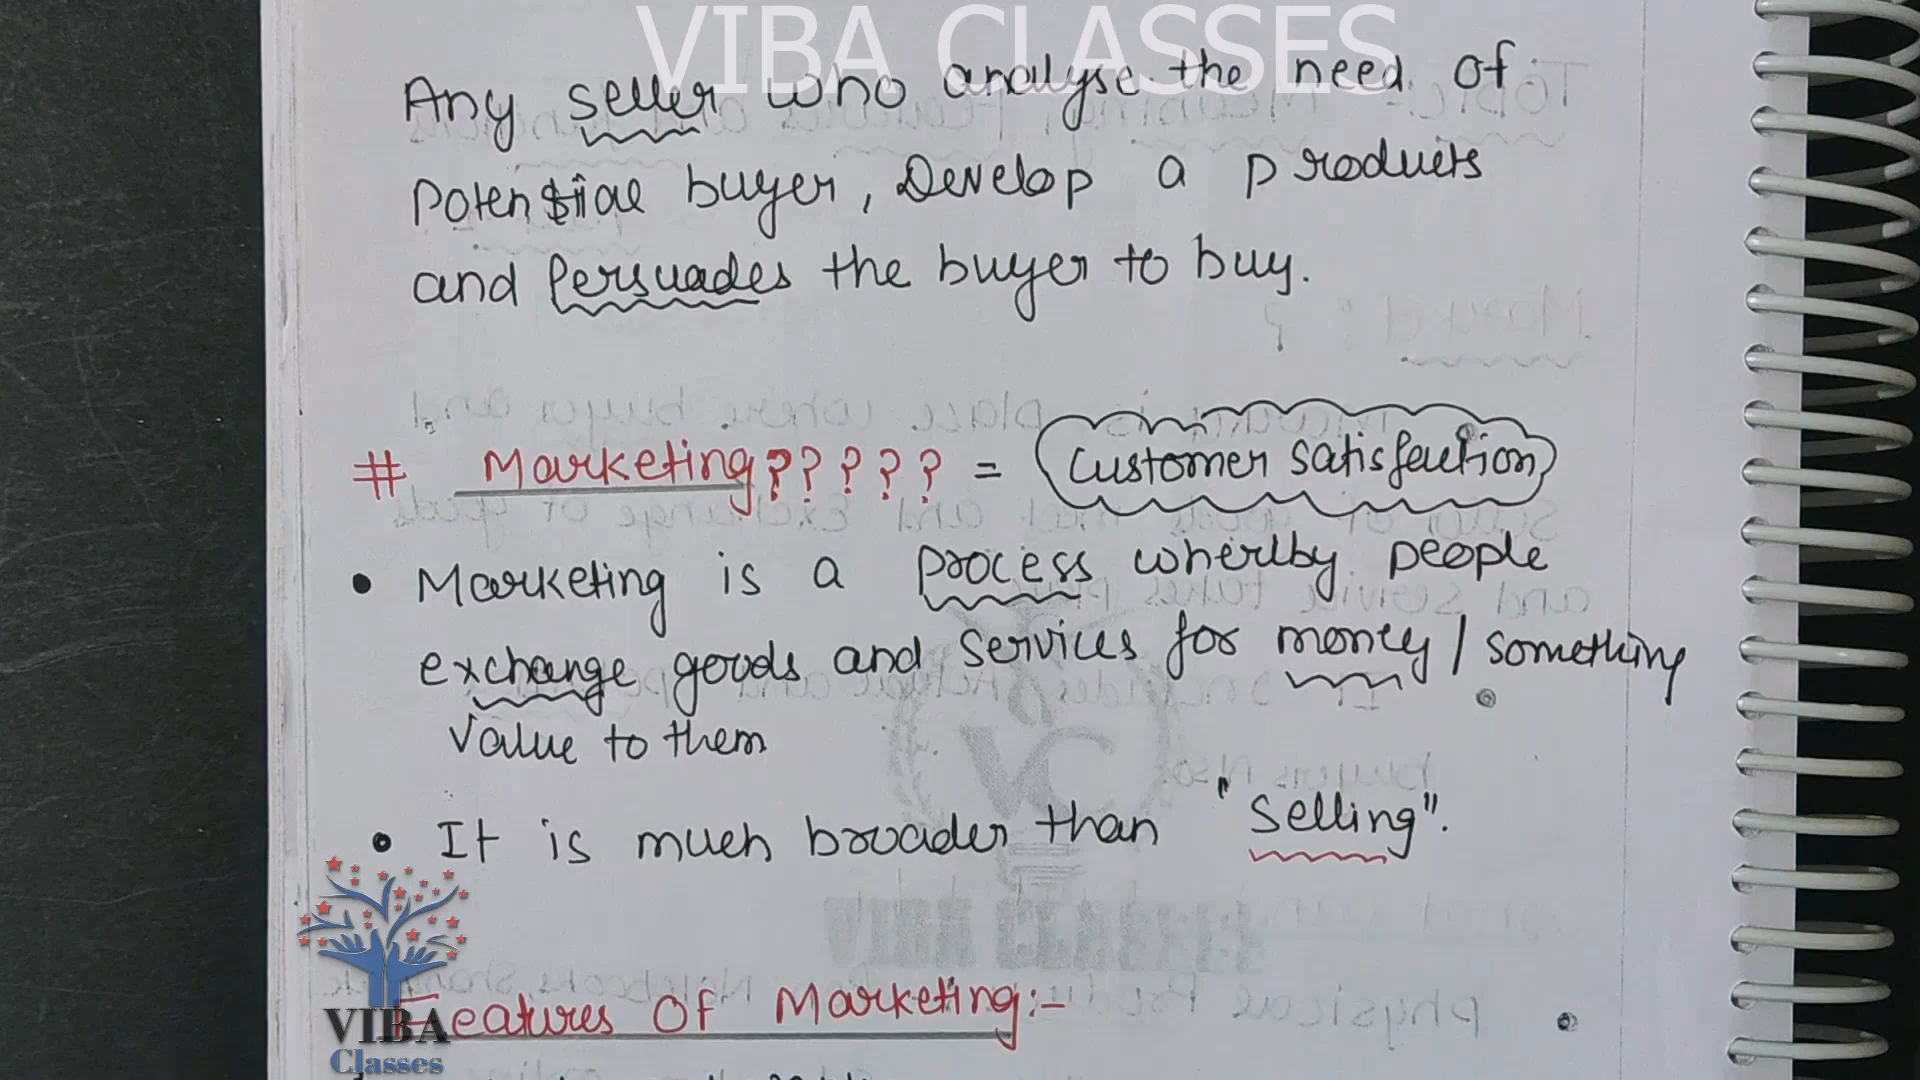 VIBA CLASSES
Any seller who analyse the need of
Potential buyer, Develop a products
and Persuades the buyer to buy.
# Marketing????? = Customer satisfaction
• Marketing is a process whereby people
exchange goods and services for money / something
value to them
• It is much broader than "selling".
VIBA CLASSES
Features Of Marketing:-
VIBA
Classes